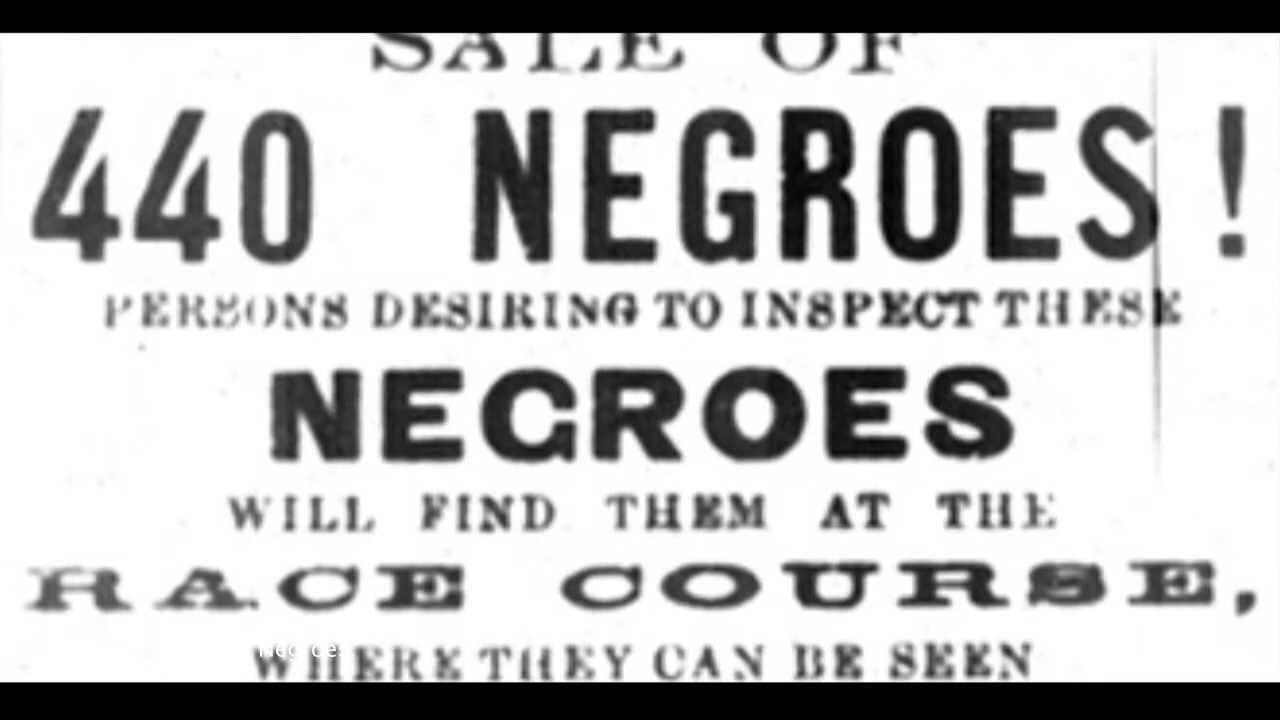 SALE OF
440 NEGROES!
PERSONS DESIRING TO INSPECT THESE
NEGROES
WILL FIND THEM AT THE
RACE COURSE,
WHERE THEY CAN BE SEEN
Negroes